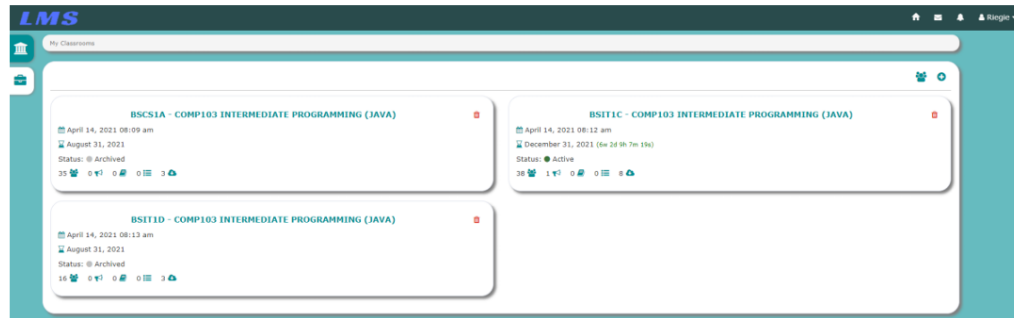 LMS
Riegie
My Classrooms
BSCS1A - COMP103 INTERMEDIATE PROGRAMMING (JAVA)
April 14, 2021 08:09 am
August 31, 2021
Status: Archived
35 0 0 0 3
BSIT1C - COMP103 INTERMEDIATE PROGRAMMING (JAVA)
April 14, 2021 08:12 am
December 31, 2021 (6w 2d 9h 7m 19s)
Status: Active
38 1 0 0 8
BSIT1D - COMP103 INTERMEDIATE PROGRAMMING (JAVA)
April 14, 2021 08:13 am
August 31, 2021
Status: Archived
16 0 0 0 3